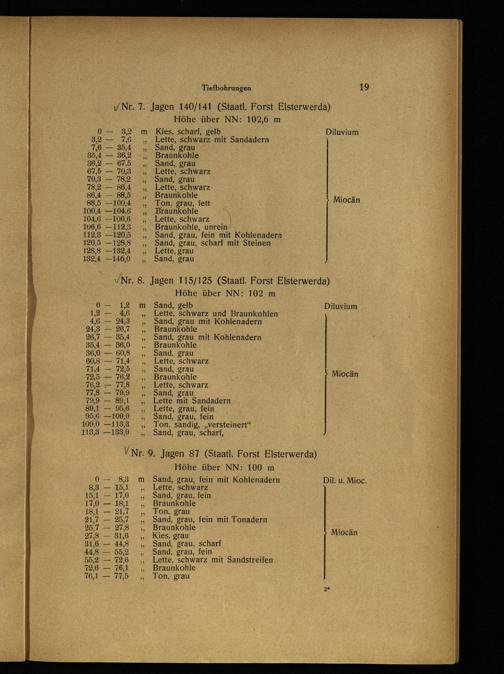 Tiefbohrungen 19
Nr. 7. Jagen 140/141 (Staatl. Forst Elsterwerda)
Höhe über NN: 102,6 m
0 — 3,2 m Kies, scharf, gelb Diluvium
3,2 — 7,6 „ Lette, schwarz mit Sandadern
7,6 — 35,4 „ Sand, grau
35,4 — 36,2 „ Braunkohle
36,2 — 67,5 „ Sand, grau
67,5 — 70,3 „ Lette, schwarz
70,3 — 78,2 „ Sand, grau
78,2 — 86,4 „ Lette, schwarz
86,4 — 88,5 „ Braunkohle
88,5 —100,4 „ Ton, grau, fett Miocän
100,4 —104,6 „ Braunkohle
104,6 —106,6 „ Lette, schwarz
106,6 —112,3 „ Braunkohle, unrein
112,3 —120,5 „ Sand, grau, fein mit Kohlenadern
120,5 —128,8 „ Sand, grau, scharf mit Steinen
128,8 —132,4 „ Lette, grau
132,4 —146,0 „ Sand, grau
Nr. 8. Jagen 115/125 (Staatl. Forst Elsterwerda)
Höhe über NN: 102 m
0 — 1,2 m Sand, gelb Diluvium
1,2 — 4,6 „ Lette, schwarz und Braunkohlen
4,6 — 24,3 „ Sand, grau mit Kohlenadern
24,3 — 26,7 „ Braunkohle
26,7 — 35,4 „ Sand, grau mit Kohlenadern
35,4 — 36,0 „ Braunkohle
36,0 — 60,8 „ Sand, grau
60,8 — 71,4 „ Lette, schwarz
71,4 — 72,5 „ Sand, grau
72,5 — 76,2 „ Braunkohle Miocän
76,2 — 77,8 „ Lette, schwarz
77,8 — 79,9 „ Sand, grau
79,9 — 89,1 „ Lette mit Sandadern
89,1 — 95,6 „ Lette, grau, fein
95,6 —109,0 „ Sand, grau, fein
109,0 —113,3 „ Ton, sandig, „versteinert"
113,3 —133,0 „ Sand, grau, scharf,
Nr. 9. Jagen 87 (Staatl. Forst Elsterwerda)
Höhe über NN: 100 m
0 — 8,3 m Sand, grau, fein mit Kohlenadern Dil. u. Mioc.
8,3 — 15,1 „ Lette, schwarz
15,1 — 17,0 „ Sand, grau, fein
17,0 — 18,1 „ Braunkohle
18,1 — 21,7 „ Ton, grau
21,7 — 25,7 „ Sand, grau, fein mit Tonadern
25,7 — 27,8 „ Braunkohle
27,8 — 31,6 „ Kies, grau Miocän
31,6 — 44,8 „ Sand, grau, scharf
44,8 — 55,2 „ Sand, grau, fein
55,2 — 72,6 „ Lette, schwarz mit Sandstreifen
72,6 — 76,1 „ Braunkohle
76,1 — 77,5 „ Ton, grau
2*